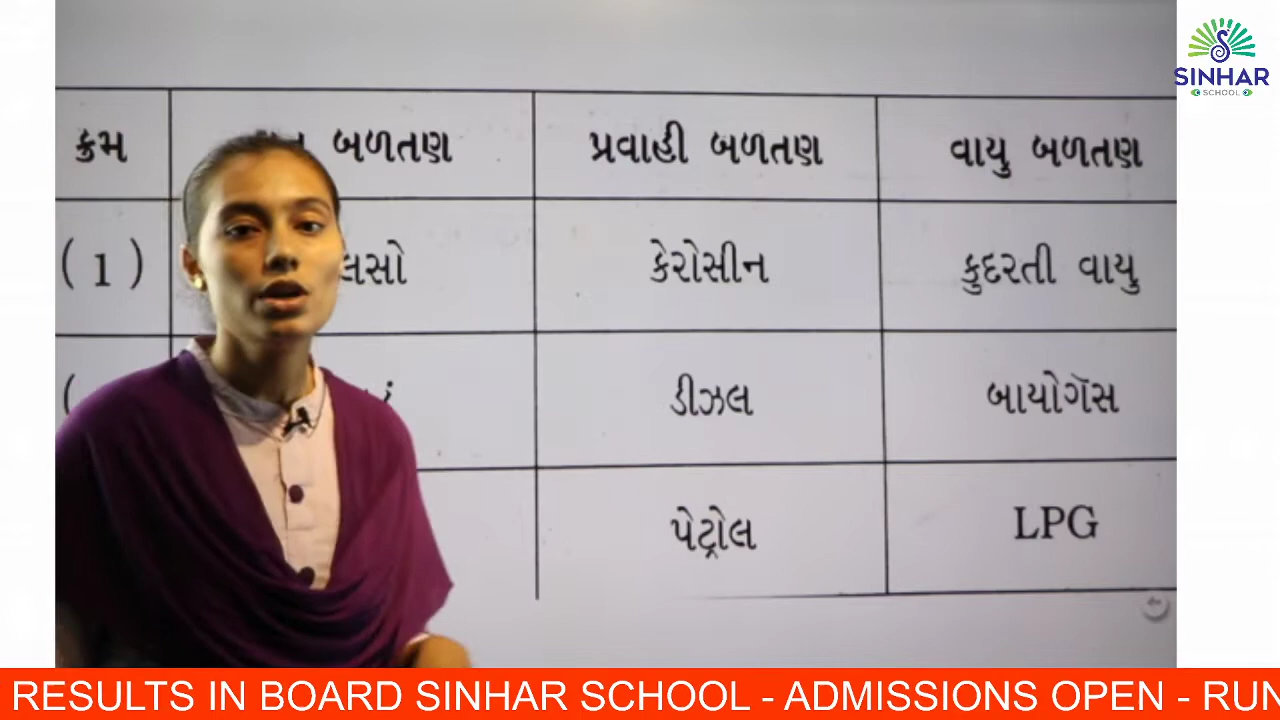 SINHAR
SCHOOL
ક્રમ બળતણ પ્રવાહી બળતણ વાયુ બળતણ
(1) લસો કેરોસીન કુદરતી વાયુ
ડીઝલ બાયોગૅસ
પેટ્રોલ LPG
RESULTS IN BOARD SINHAR SCHOOL - ADMISSIONS OPEN - RUN